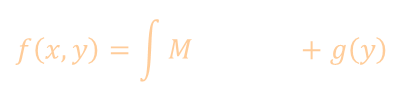 f(x, y) = ∫ M + g(y)